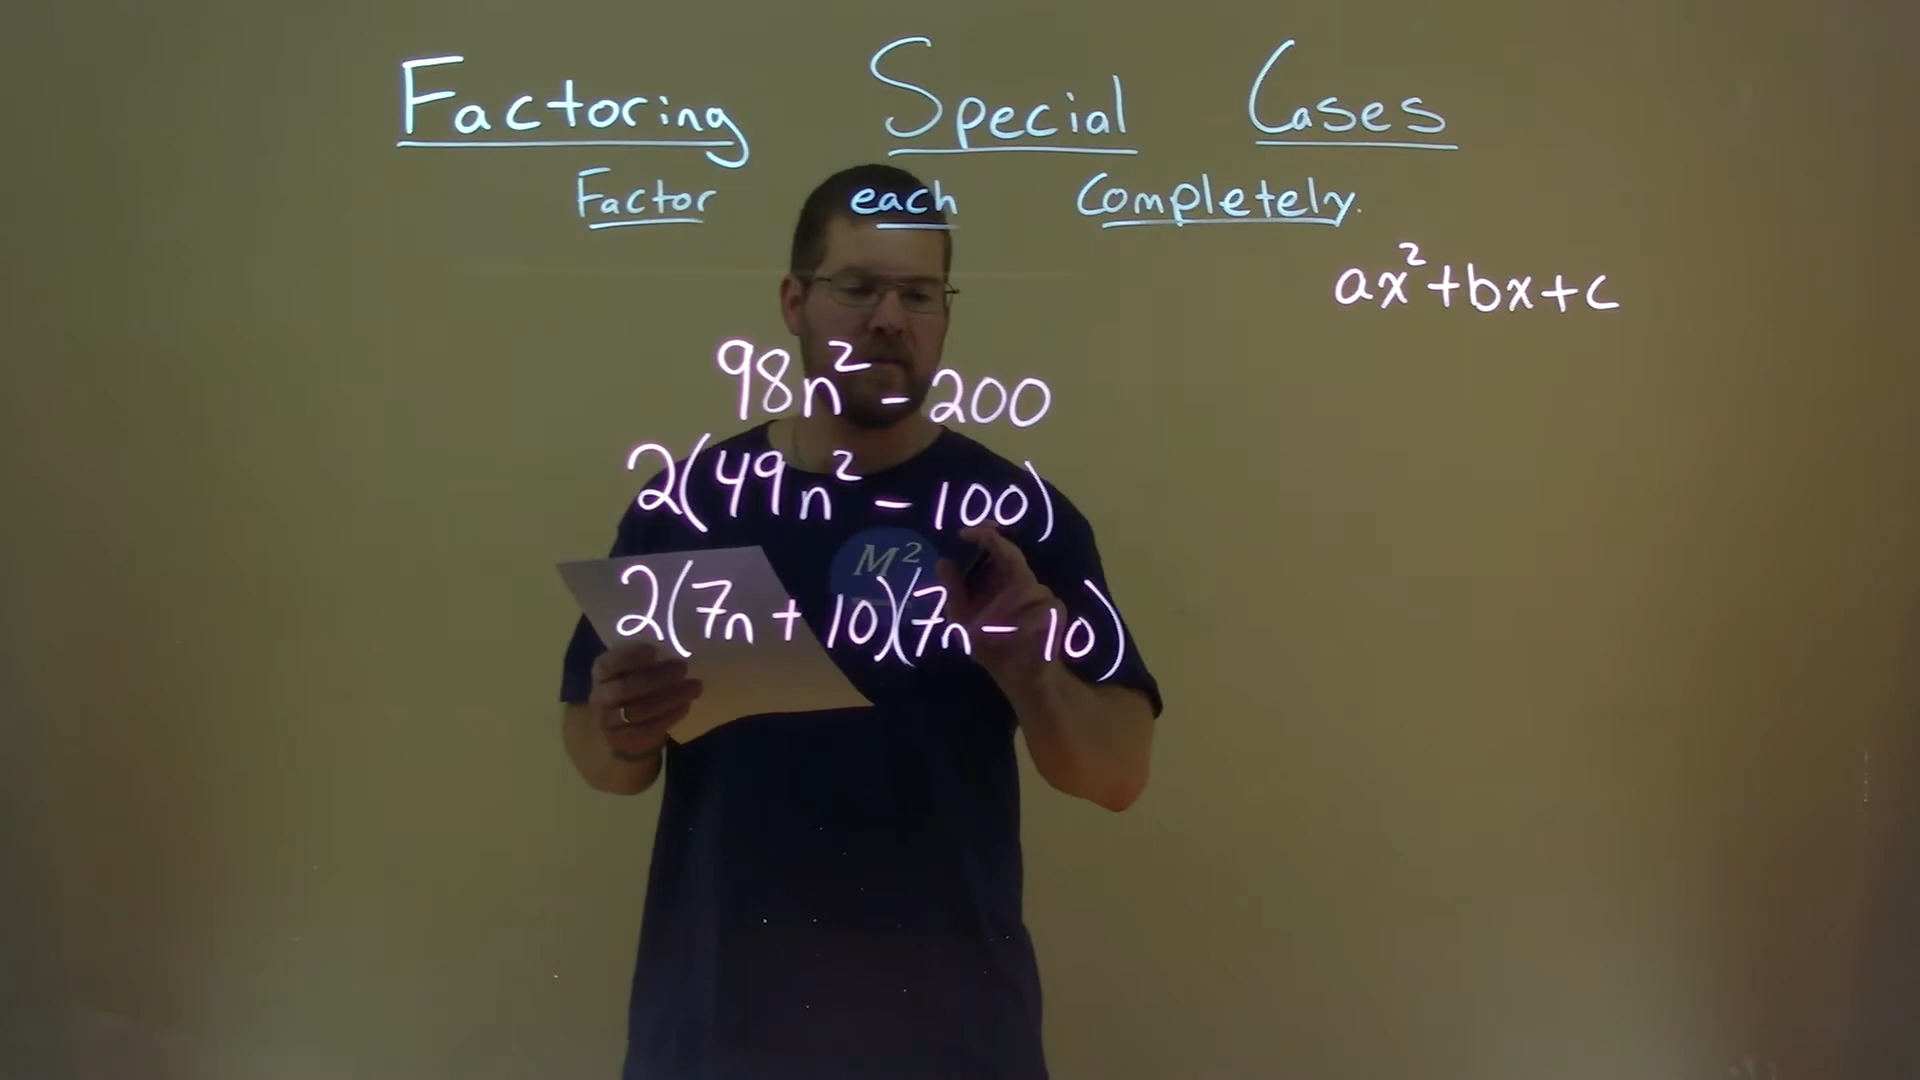 Factoring Special Cases
Factor each Completely.
ax²+bx+c
98n² - 200
2(49n² - 100)
M²
2(7n + 10)(7n - 10)